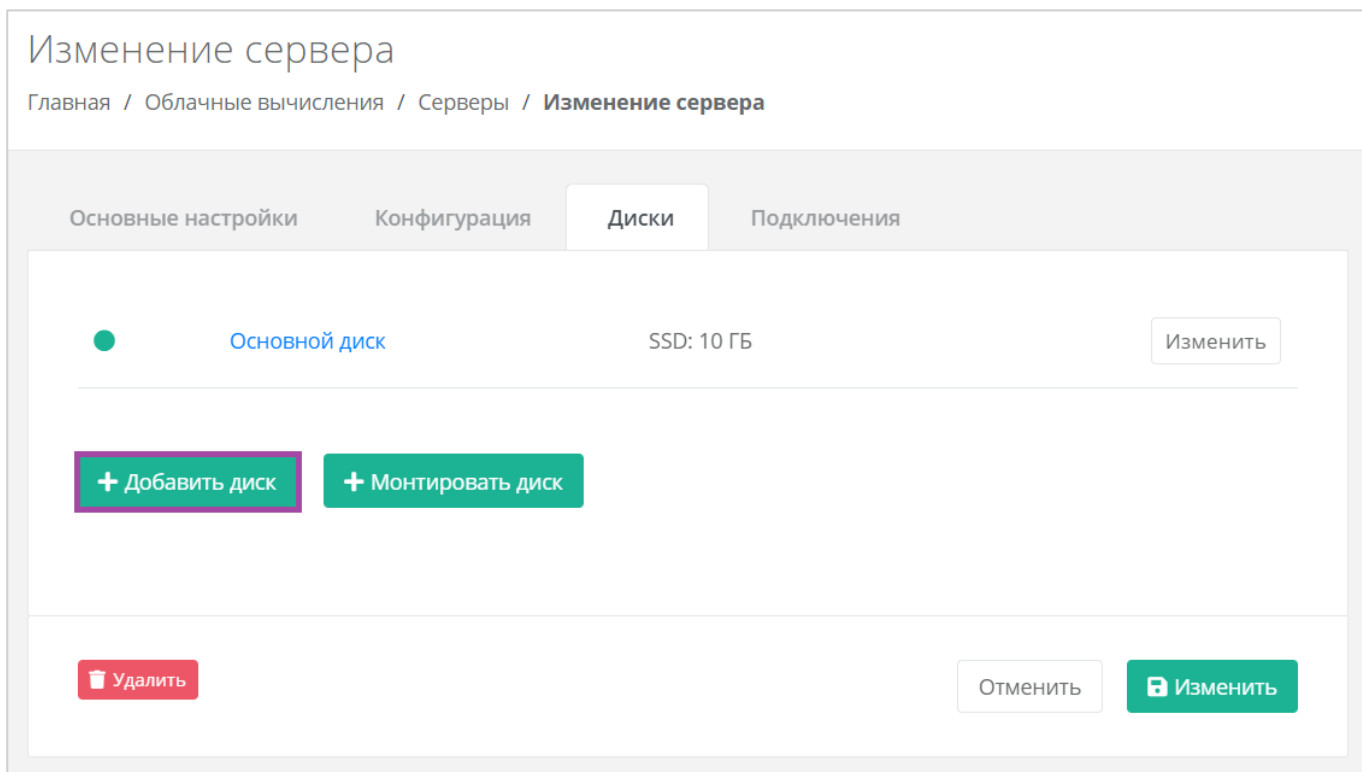 Изменение сервера
Главная / Облачные вычисления / Серверы / Изменение сервера
Основные настройки Конфигурация Диски Подключения
Основной диск SSD: 10 ГБ Изменить
+ Добавить диск + Монтировать диск
Удалить Отменить Изменить